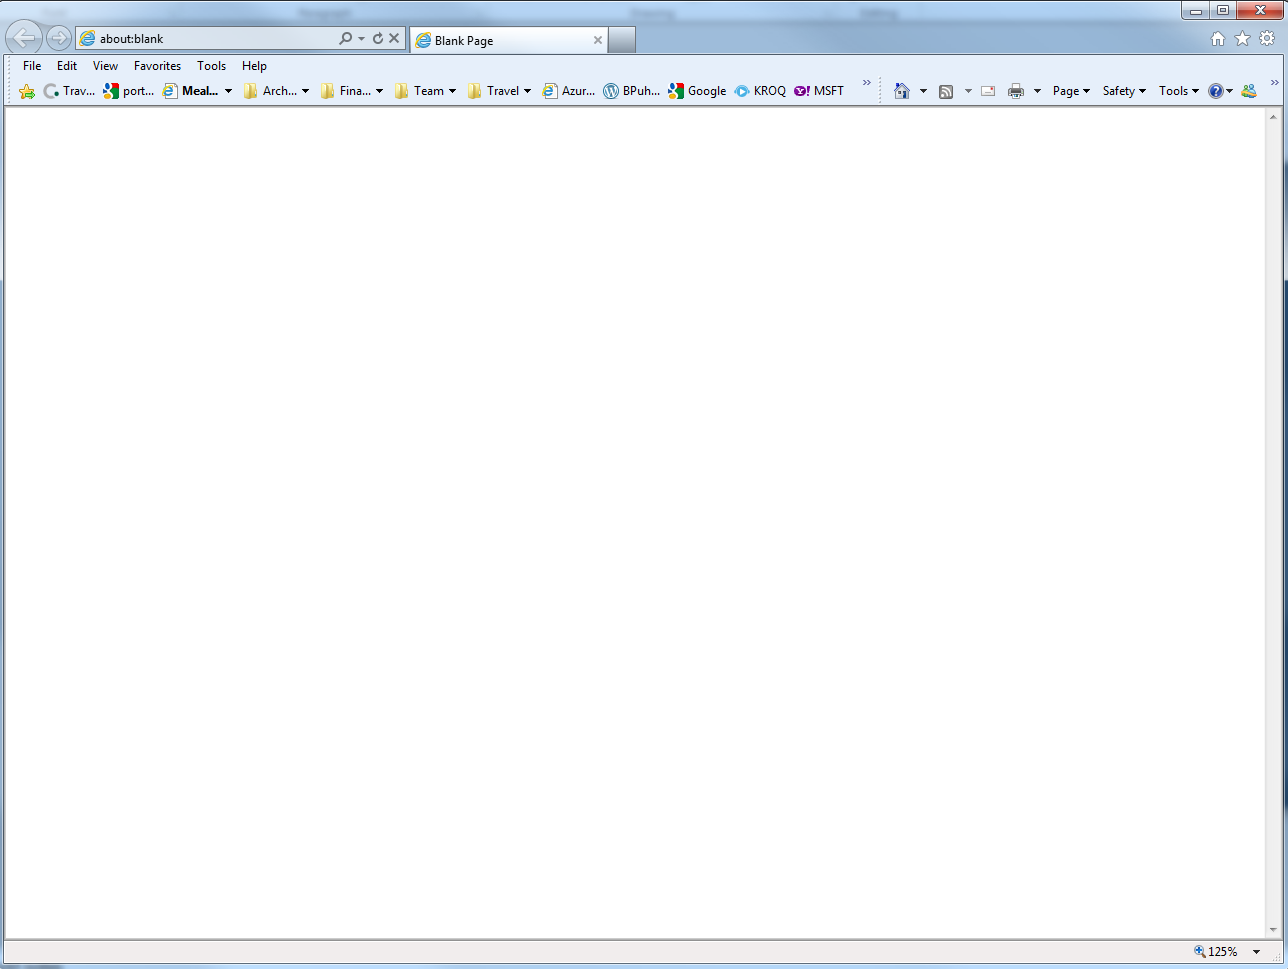 about:blank
Blank Page
File Edit View Favorites Tools Help
Trav... port... Meal... Arch... Fina... Team Travel Azur... BPuh... Google KROQ MSFT Page Safety Tools
125%